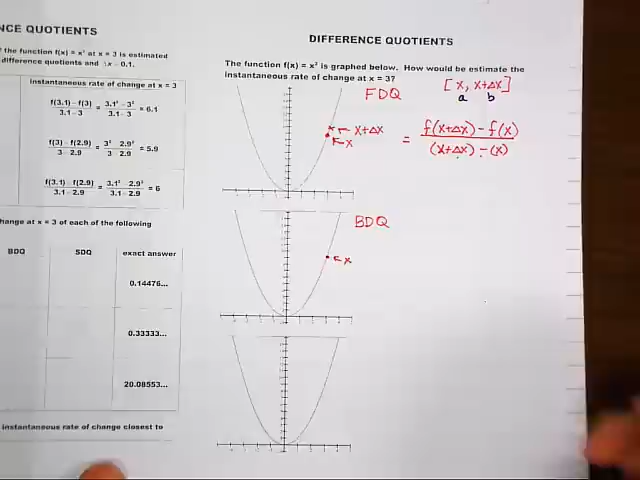 NCE QUOTIENTS
the function f(x) = x² at x = 3 is estimated
difference quotients and Δx = 0.1.
instantaneous rate of change at x = 3
f(3.1) − f(3) / 3.1 − 3 = 3.1² − 3² / 3.1 − 3 = 6.1
f(3) − f(2.9) / 3 − 2.9 = 3² − 2.9² / 3 − 2.9 = 5.9
f(3.1) − f(2.9) / 3.1 − 2.9 = 3.1² − 2.9² / 3.1 − 2.9 = 6
hange at x = 3 of each of the following
BDQ SDQ exact answer
0.14476...
0.33333...
20.08553...
instantaneous rate of change closest to
DIFFERENCE QUOTIENTS
The function f(x) = x² is graphed below. How would be estimate the
instantaneous rate of change at x = 3?
FDQ
[x, x+Δx]
a b
x+Δx
x
= f(x+Δx) − f(x) / (x+Δx) − (x)
BDQ
x